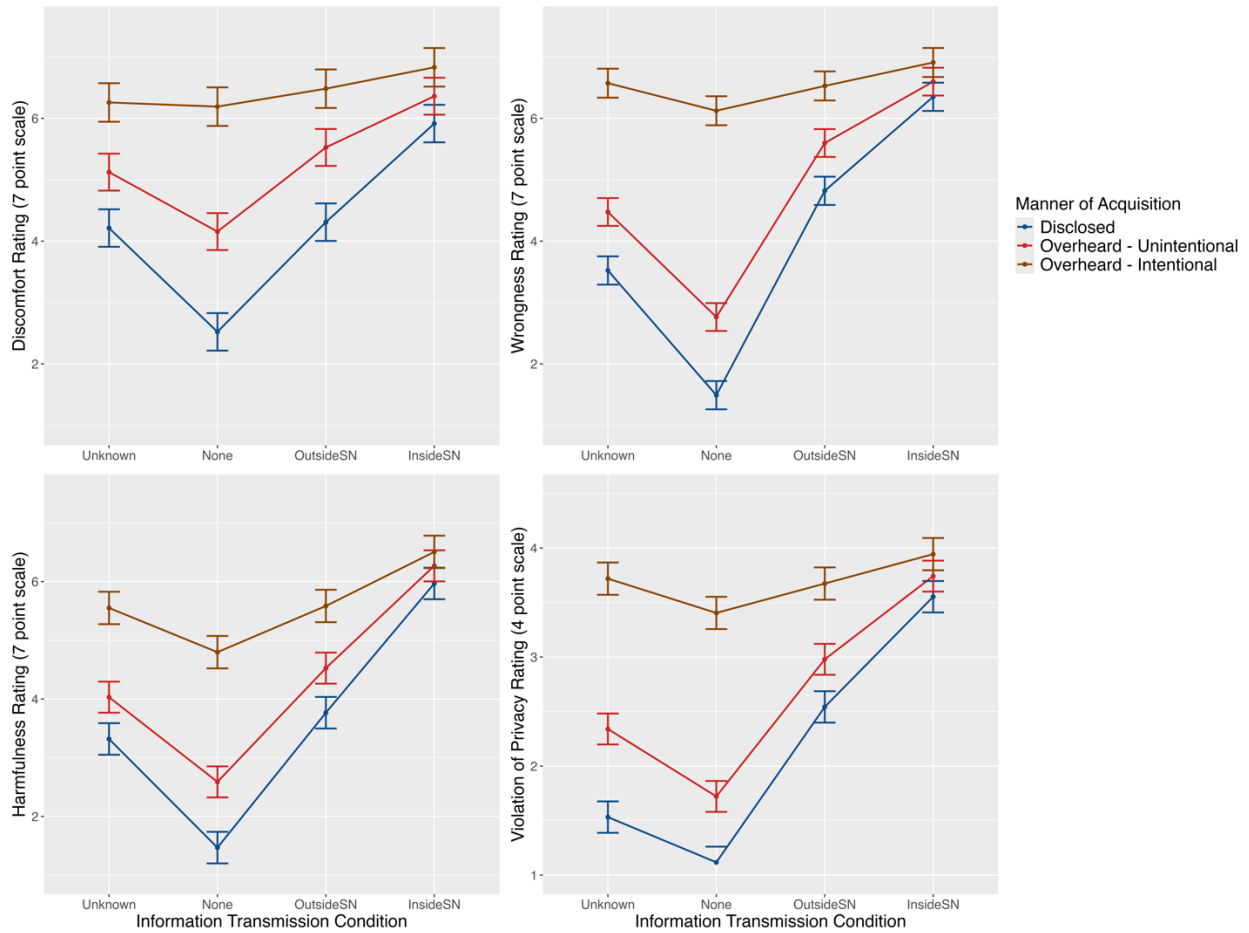 Discomfort Rating (7 point scale)
6
4
2
Unknown
None
OutsideSN
InsideSN
Wrongness Rating (7 point scale)
6
4
2
Unknown
None
OutsideSN
InsideSN
Manner of Acquisition
Disclosed
Overheard - Unintentional
Overheard - Intentional
Harmfulness Rating (7 point scale)
6
4
2
Unknown
None
OutsideSN
InsideSN
Information Transmission Condition
Violation of Privacy Rating (4 point scale)
4
3
2
1
Unknown
None
OutsideSN
InsideSN
Information Transmission Condition